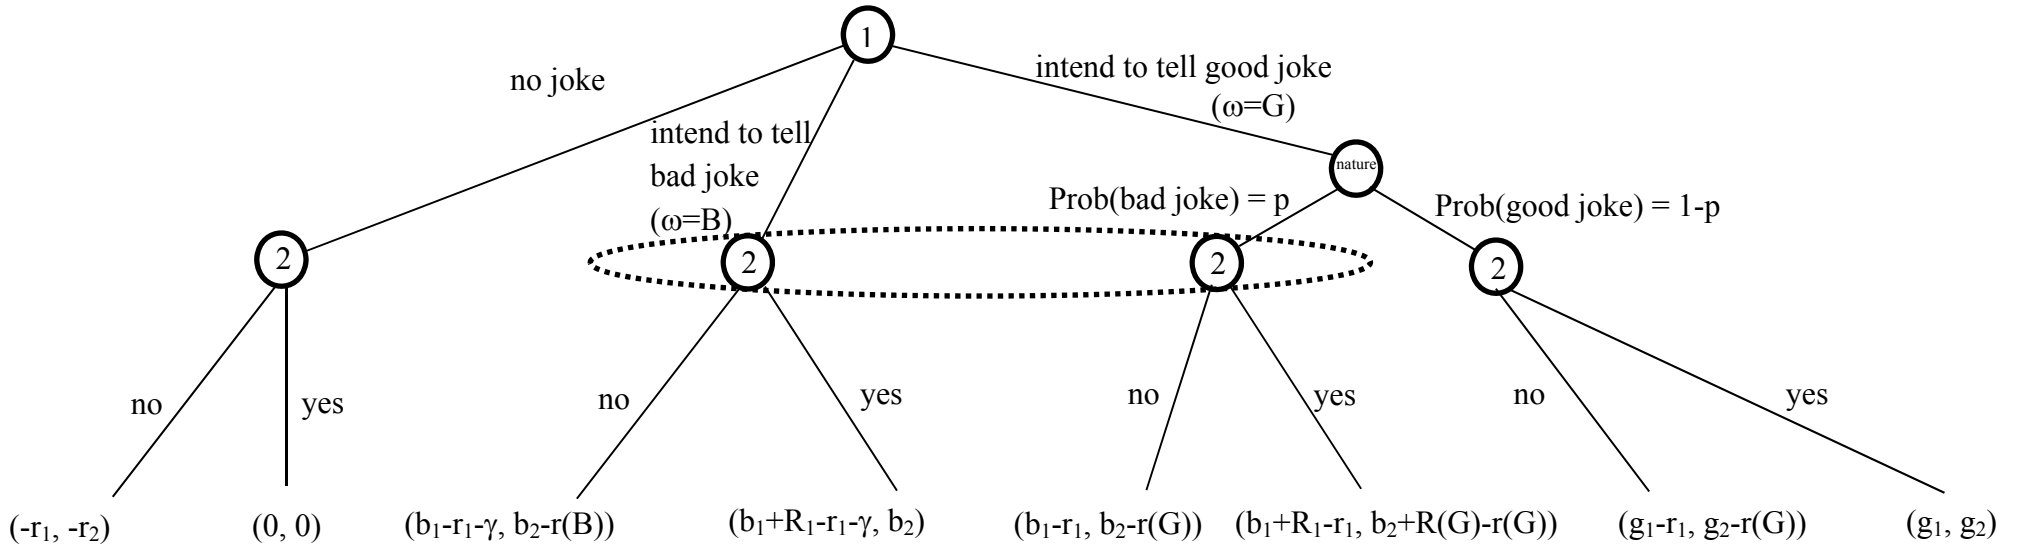 1
no joke
intend to tell good joke
(ω=G)
intend to tell
bad joke
(ω=B)
nature
Prob(bad joke) = p
Prob(good joke) = 1-p
2
2
2
2
no
yes
no
yes
no
yes
no
yes
(-r₁, -r₂)
(0, 0)
(b₁-r₁-γ, b₂-r(B))
(b₁+R₁-r₁-γ, b₂)
(b₁-r₁, b₂-r(G))
(b₁+R₁-r₁, b₂+R(G)-r(G))
(g₁-r₁, g₂-r(G))
(g₁, g₂)